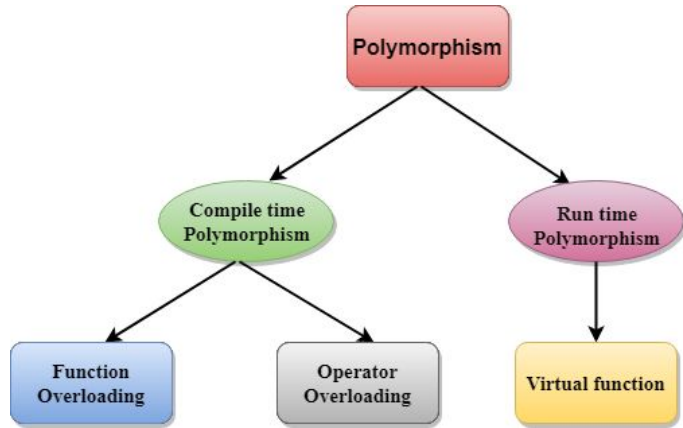 Polymorphism
Compile time
Polymorphism
Run time
Polymorphism
Function
Overloading
Operator
Overloading
Virtual function